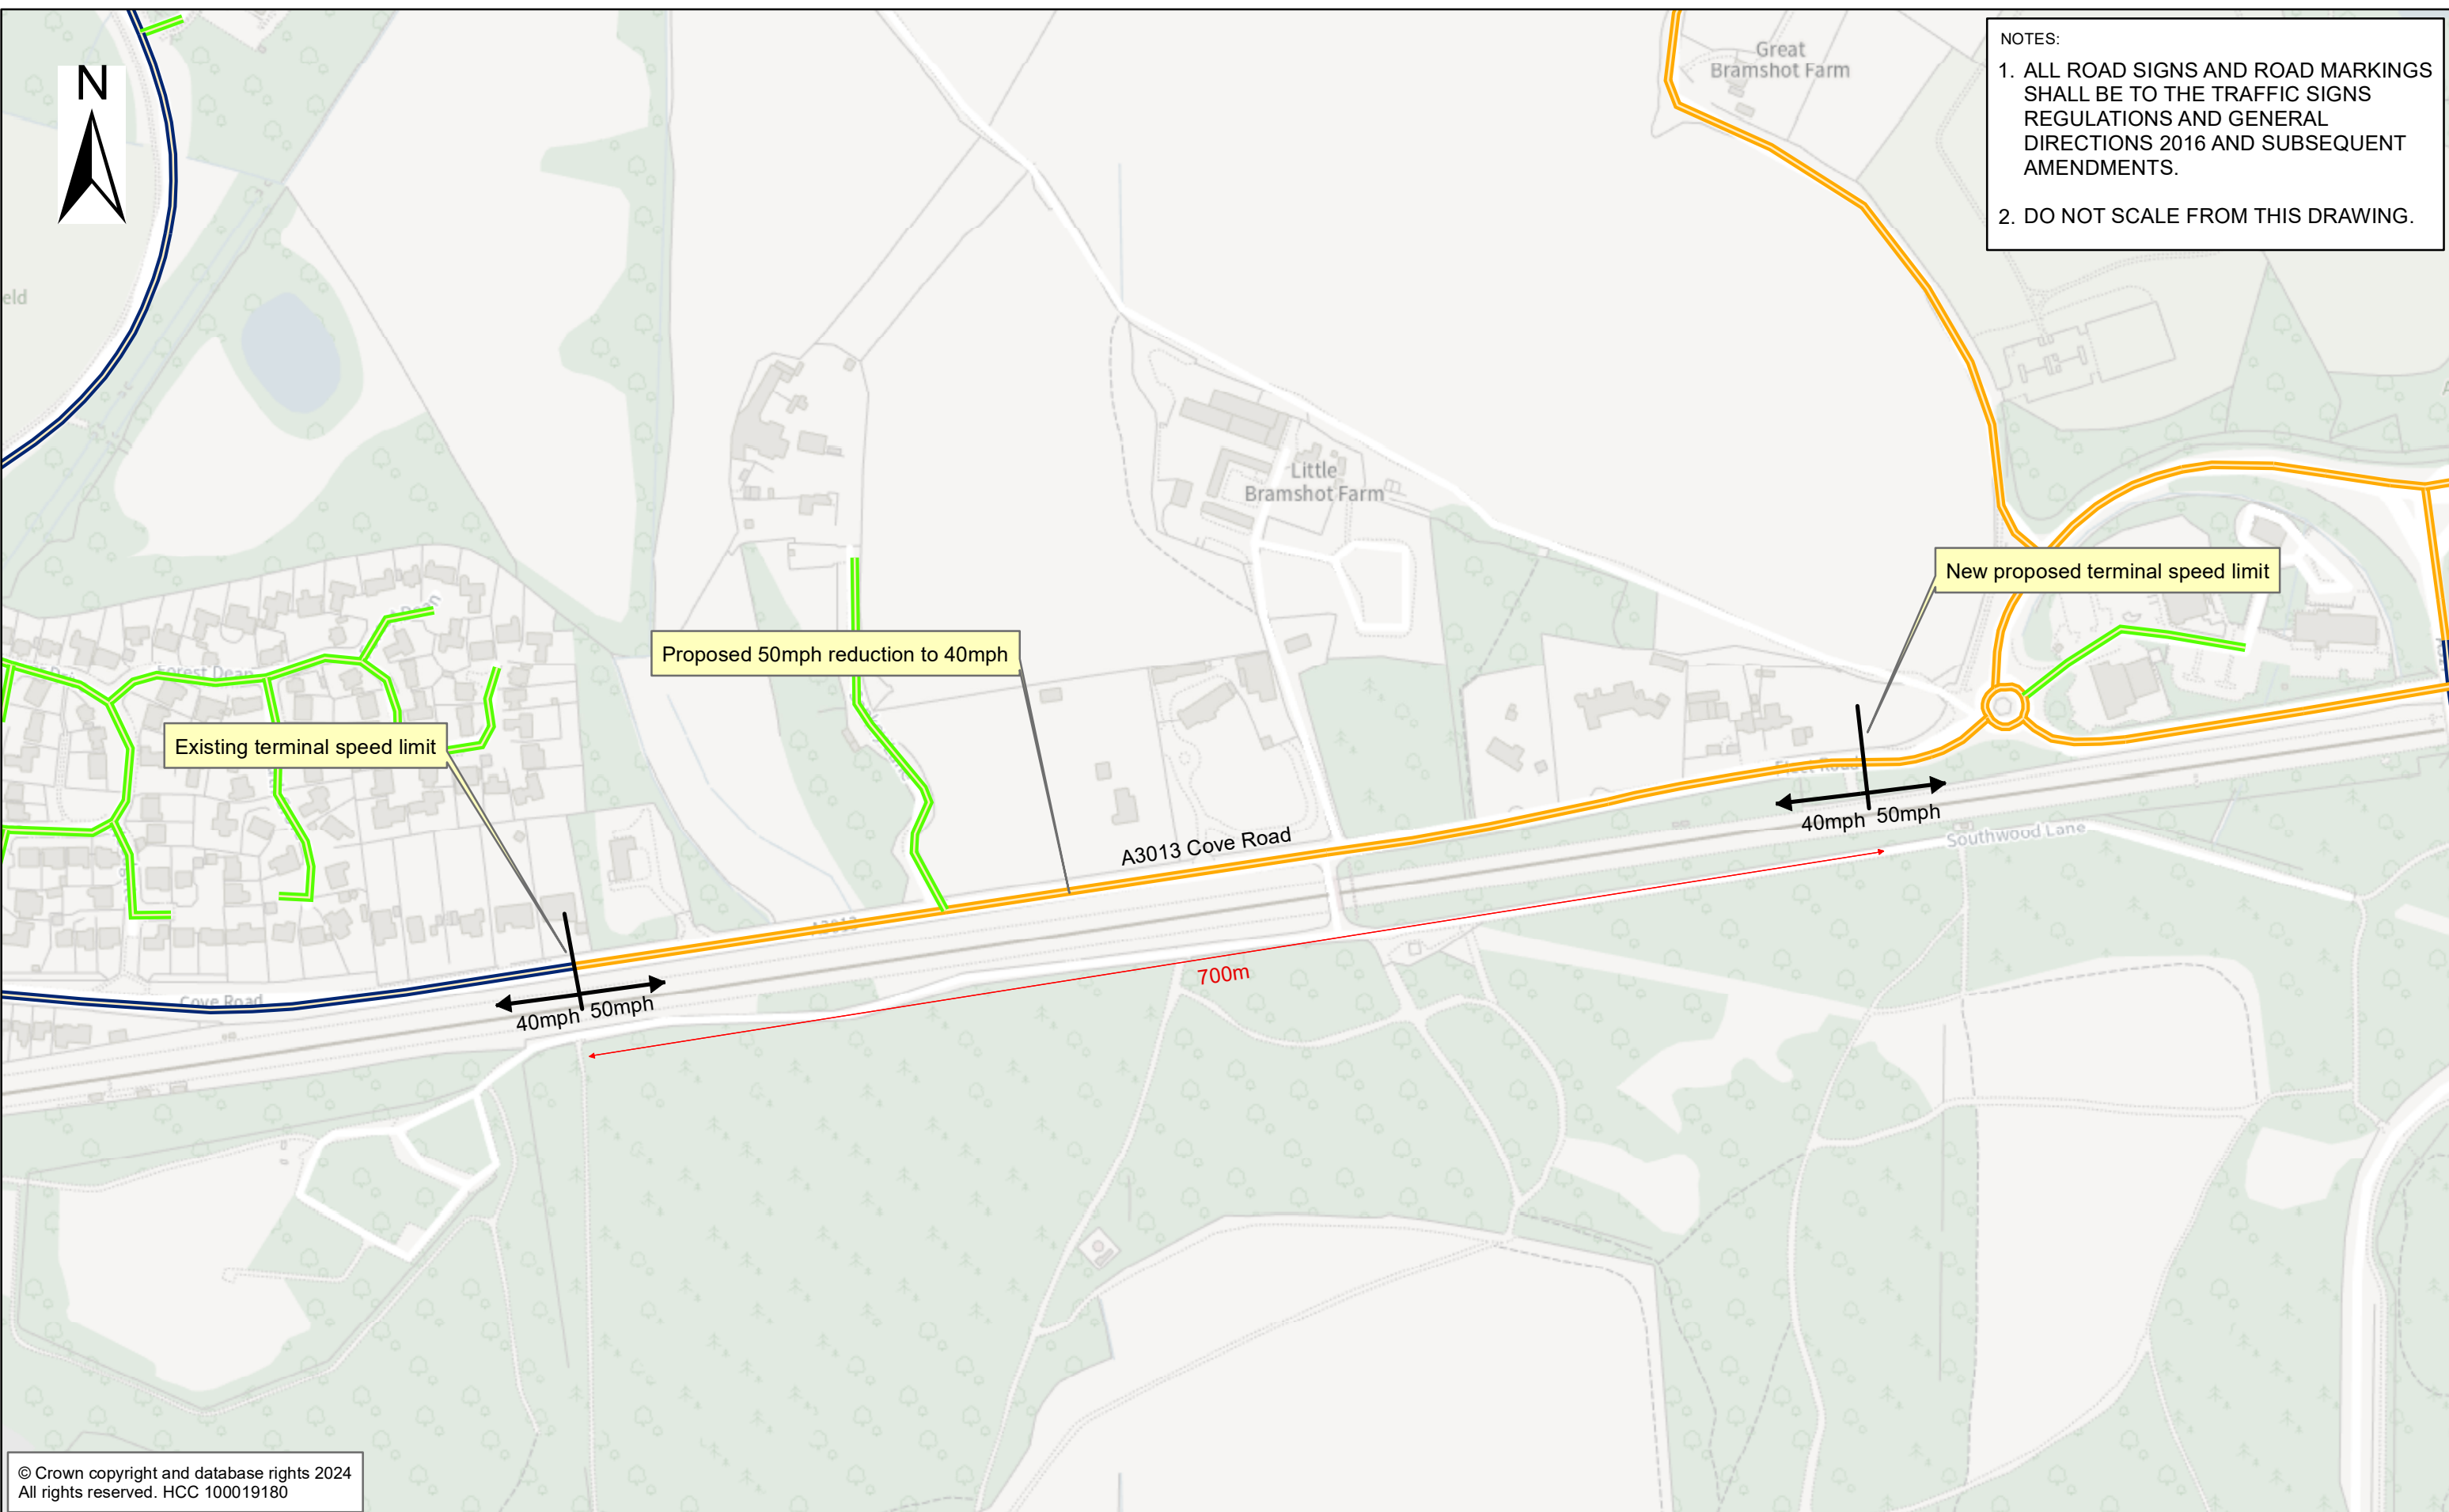 N
NOTES:
1. ALL ROAD SIGNS AND ROAD MARKINGS
SHALL BE TO THE TRAFFIC SIGNS
REGULATIONS AND GENERAL
DIRECTIONS 2016 AND SUBSEQUENT
AMENDMENTS.
2. DO NOT SCALE FROM THIS DRAWING.
Great
Bramshot Farm
eld
Little
Bramshot Farm
New proposed terminal speed limit
Proposed 50mph reduction to 40mph
Forest Dean
Existing terminal speed limit
Fleet Road
40mph 50mph
Southwood Lane
A3013 Cove Road
A3013
700m
Cove Road
40mph 50mph
© Crown copyright and database rights 2024
All rights reserved. HCC 100019180